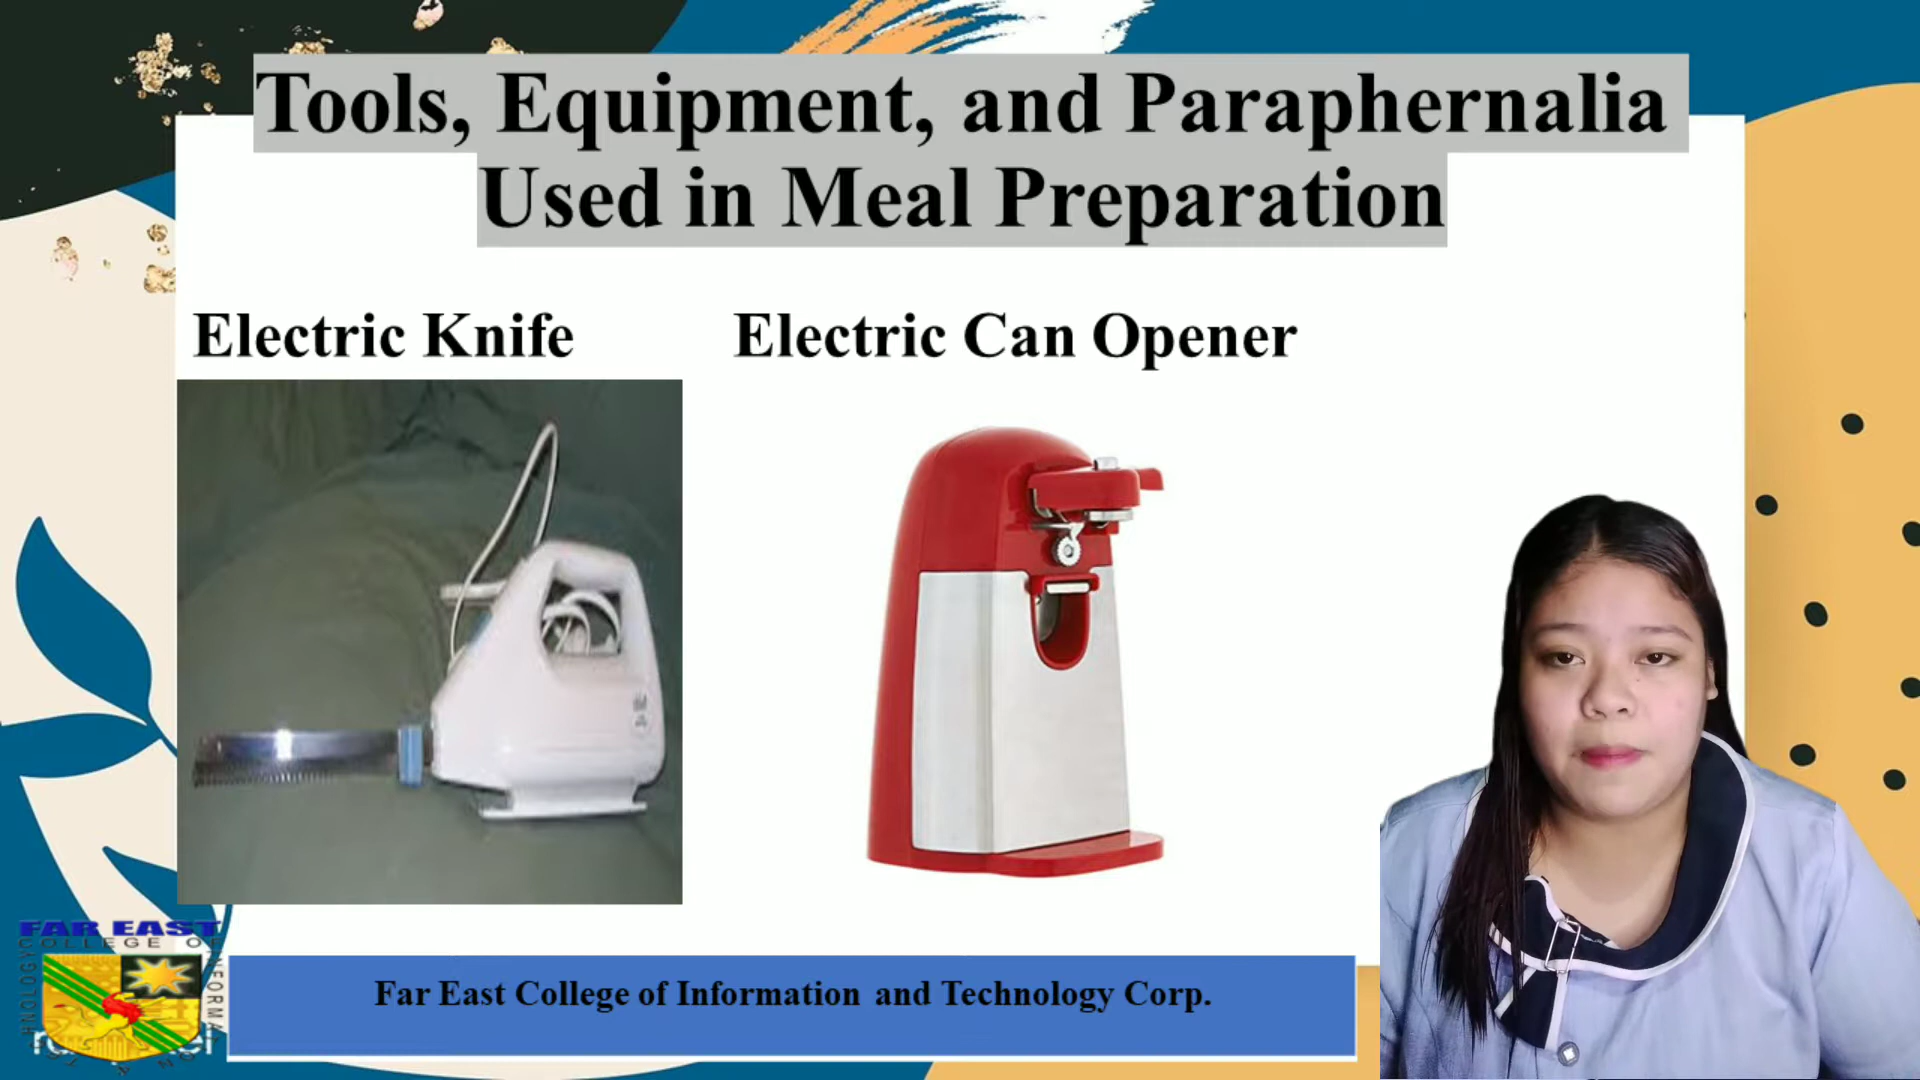 Tools, Equipment, and Paraphernalia
Used in Meal Preparation
Electric Knife
Electric Can Opener
FAR EAST
COLLEGE OF
Far East College of Information and Technology Corp.